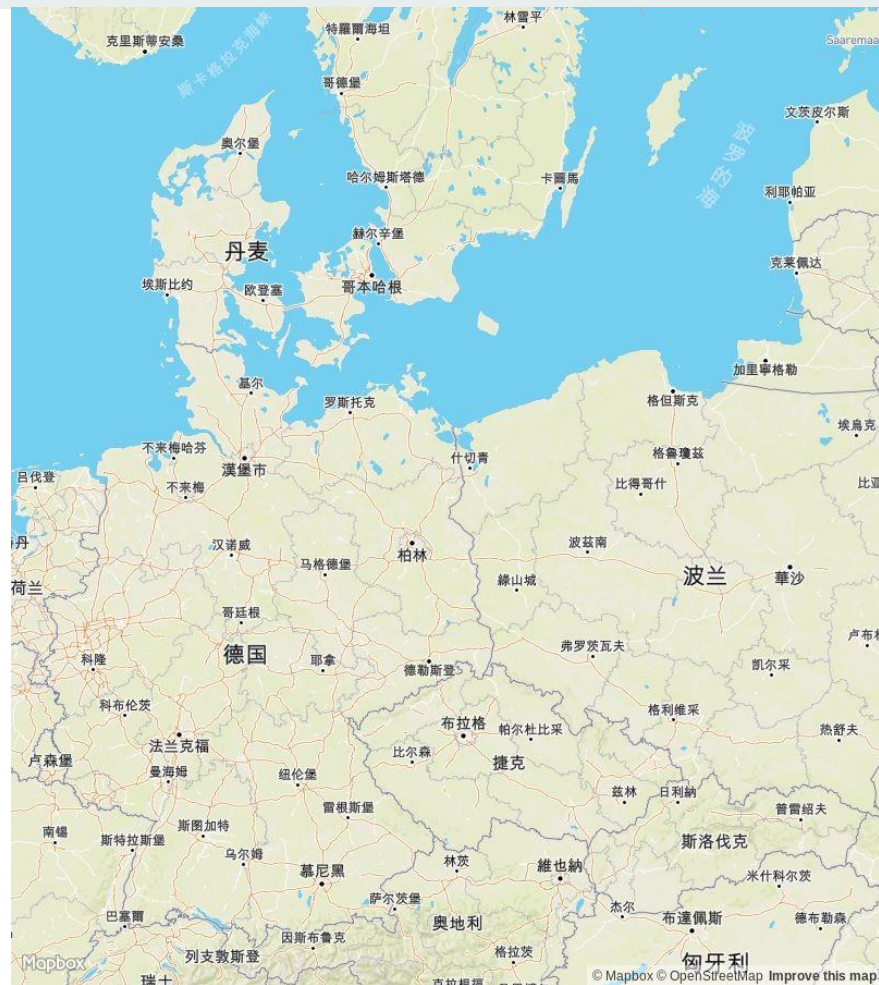 林雪平
特羅爾海坦
克里斯蒂安桑
Saaremaa
斯卡格拉克海峡
哥德堡
文茨皮尔斯
奥尔堡
波罗的海
哈尔姆斯塔德
卡爾馬
利耶帕亚
赫尔辛堡
丹麦
克莱佩达
埃斯比约
欧登塞
哥本哈根
加里寧格勒
基尔
罗斯托克
格但斯克
埃烏克
不来梅哈芬
什切青
格鲁瓊兹
漢堡市
吕伐登
比得哥什
比亚
不来梅
丹
汉诺威
柏林
波兹南
马格德堡
波兰
華沙
荷兰
綠山城
哥廷根
卢布
弗罗茨瓦夫
德国
科隆
耶拿
德勒斯登
凯尔采
科布伦茨
格利维采
布拉格
帕尔杜比采
热舒夫
法兰克福
比尔森
捷克
卢森堡
曼海姆
纽伦堡
兹林
日利納
雷根斯堡
普雷绍夫
南锡
斯图加特
斯特拉斯堡
斯洛伐克
乌尔姆
林茨
維也納
慕尼黑
米什科尔茨
萨尔茨堡
杰尔
巴塞爾
奥地利
布達佩斯
德布勒森
因斯布鲁克
列支敦斯登
格拉茨
匈牙利
Mapbox
瑞士
克拉根福
© Mapbox © OpenStreetMap Improve this map